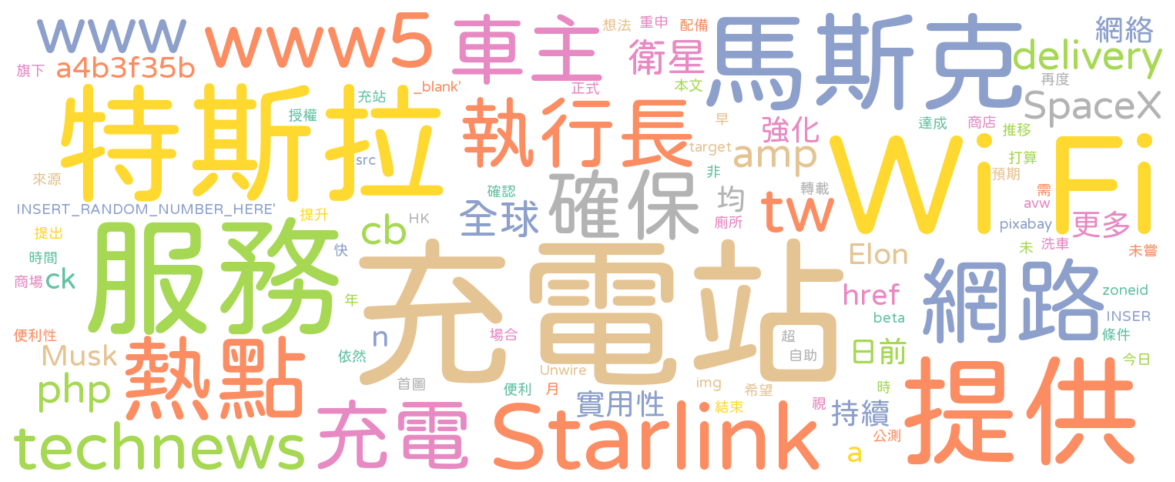 www
www5
車主
想法
重申
配備
馬斯克
網絡
旗下
a4b3f35b
衛星
delivery
特斯拉
充站
_blank'
正式
本文
再度
SpaceX
授權
執行長
早
強化
達成
商店
推移
src
target
amp
WiFi
打算
來源
確認
確保
非
轉載
預期
需
INSERT_RANDOM_NUMBER_HERE'
提升
HK
全球
均
廁所
tw
avw
pixabay
更多
提出
服務
cb
快
充電站
Elon
未
洗車
未嘗
時間
商場
ck
年
href
網路
zoneid
beta
INSER
便利性
Musk
熱點
n
依然
場合
超
自助
日前
條件
今日
php
首圖
Unwire
便利
月
img
希望
時
提供
technews
充電
Starlink
實用性
結束
視
持續
公測
a